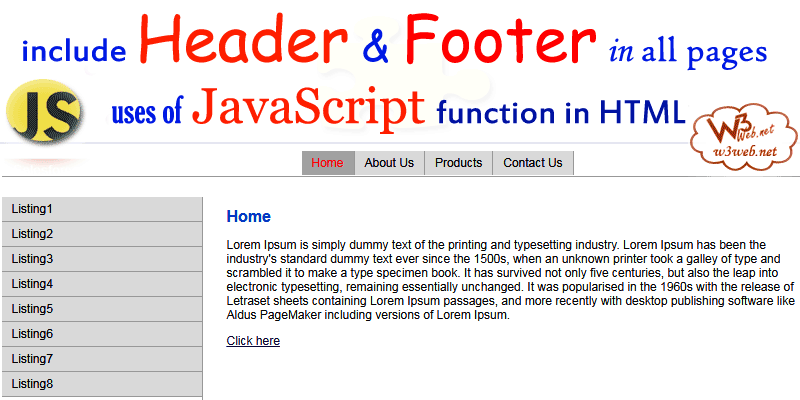 include Header & Footer in all pages
JS
uses of JavaScript function in HTML
W3
Web.net
w3web.net
Home
About Us
Products
Contact Us
Listing1
Listing2
Listing3
Listing4
Listing5
Listing6
Listing7
Listing8
Home
Lorem Ipsum is simply dummy text of the printing and typesetting industry. Lorem Ipsum has been the
industry's standard dummy text ever since the 1500s, when an unknown printer took a galley of type and
scrambled it to make a type specimen book. It has survived not only five centuries, but also the leap into
electronic typesetting, remaining essentially unchanged. It was popularised in the 1960s with the release of
Letraset sheets containing Lorem Ipsum passages, and more recently with desktop publishing software like
Aldus PageMaker including versions of Lorem Ipsum.
Click here